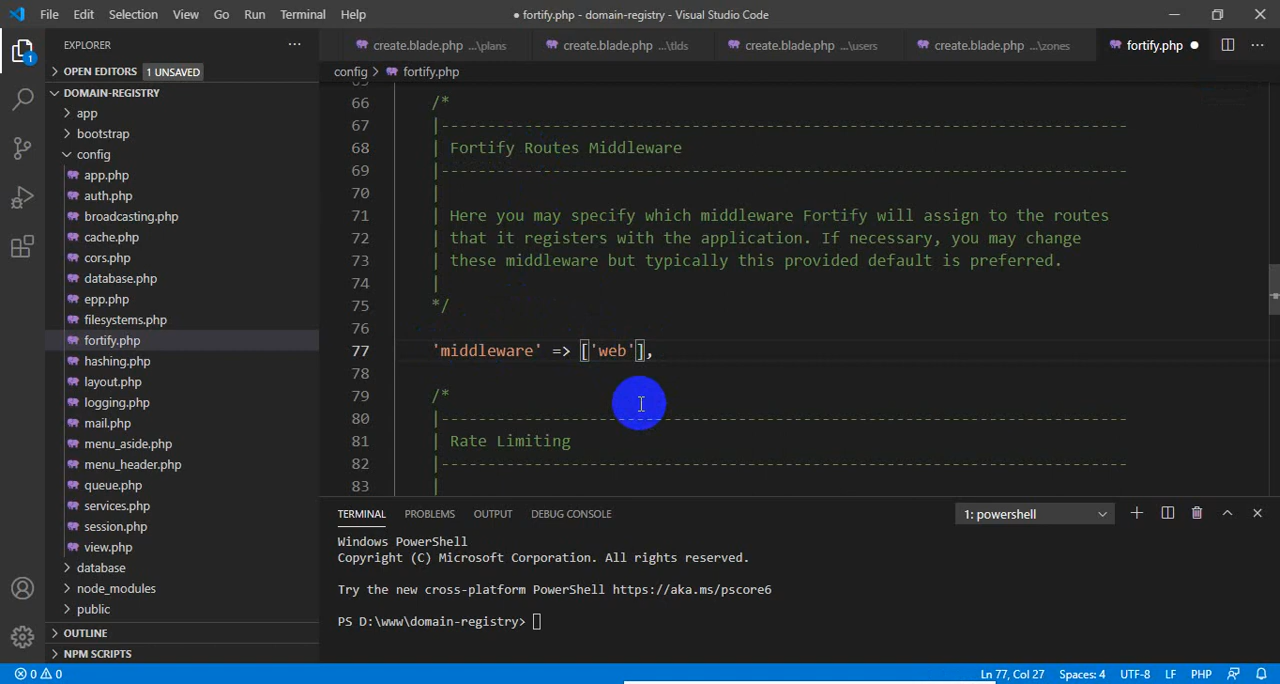 File Edit Selection View Go Run Terminal Help
● fortify.php - domain-registry - Visual Studio Code
EXPLORER
create.blade.php ...\plans
create.blade.php ...\tlds
create.blade.php ...\users
create.blade.php ...\zones
fortify.php
1
OPEN EDITORS 1 UNSAVED
DOMAIN-REGISTRY
app
bootstrap
config
app.php
auth.php
broadcasting.php
cache.php
cors.php
database.php
epp.php
filesystems.php
fortify.php
hashing.php
layout.php
logging.php
mail.php
menu_aside.php
menu_header.php
queue.php
services.php
session.php
view.php
database
node_modules
public
OUTLINE
NPM SCRIPTS
config > fortify.php
66 /*
67 |--------------------------------------------------------------------------
68 | Fortify Routes Middleware
69 |--------------------------------------------------------------------------
70 |
71 | Here you may specify which middleware Fortify will assign to the routes
72 | that it registers with the application. If necessary, you may change
73 | these middleware but typically this provided default is preferred.
74 |
75 */
76
77 'middleware' => ['web'],
78
79 /*
80 |--------------------------------------------------------------------------
81 | Rate Limiting
82 |--------------------------------------------------------------------------
83 |
TERMINAL PROBLEMS OUTPUT DEBUG CONSOLE
1: powershell
Windows PowerShell
Copyright (C) Microsoft Corporation. All rights reserved.
Try the new cross-platform PowerShell https://aka.ms/pscore6
PS D:\www\domain-registry>
0 0
Ln 77, Col 27 Spaces: 4 UTF-8 LF PHP